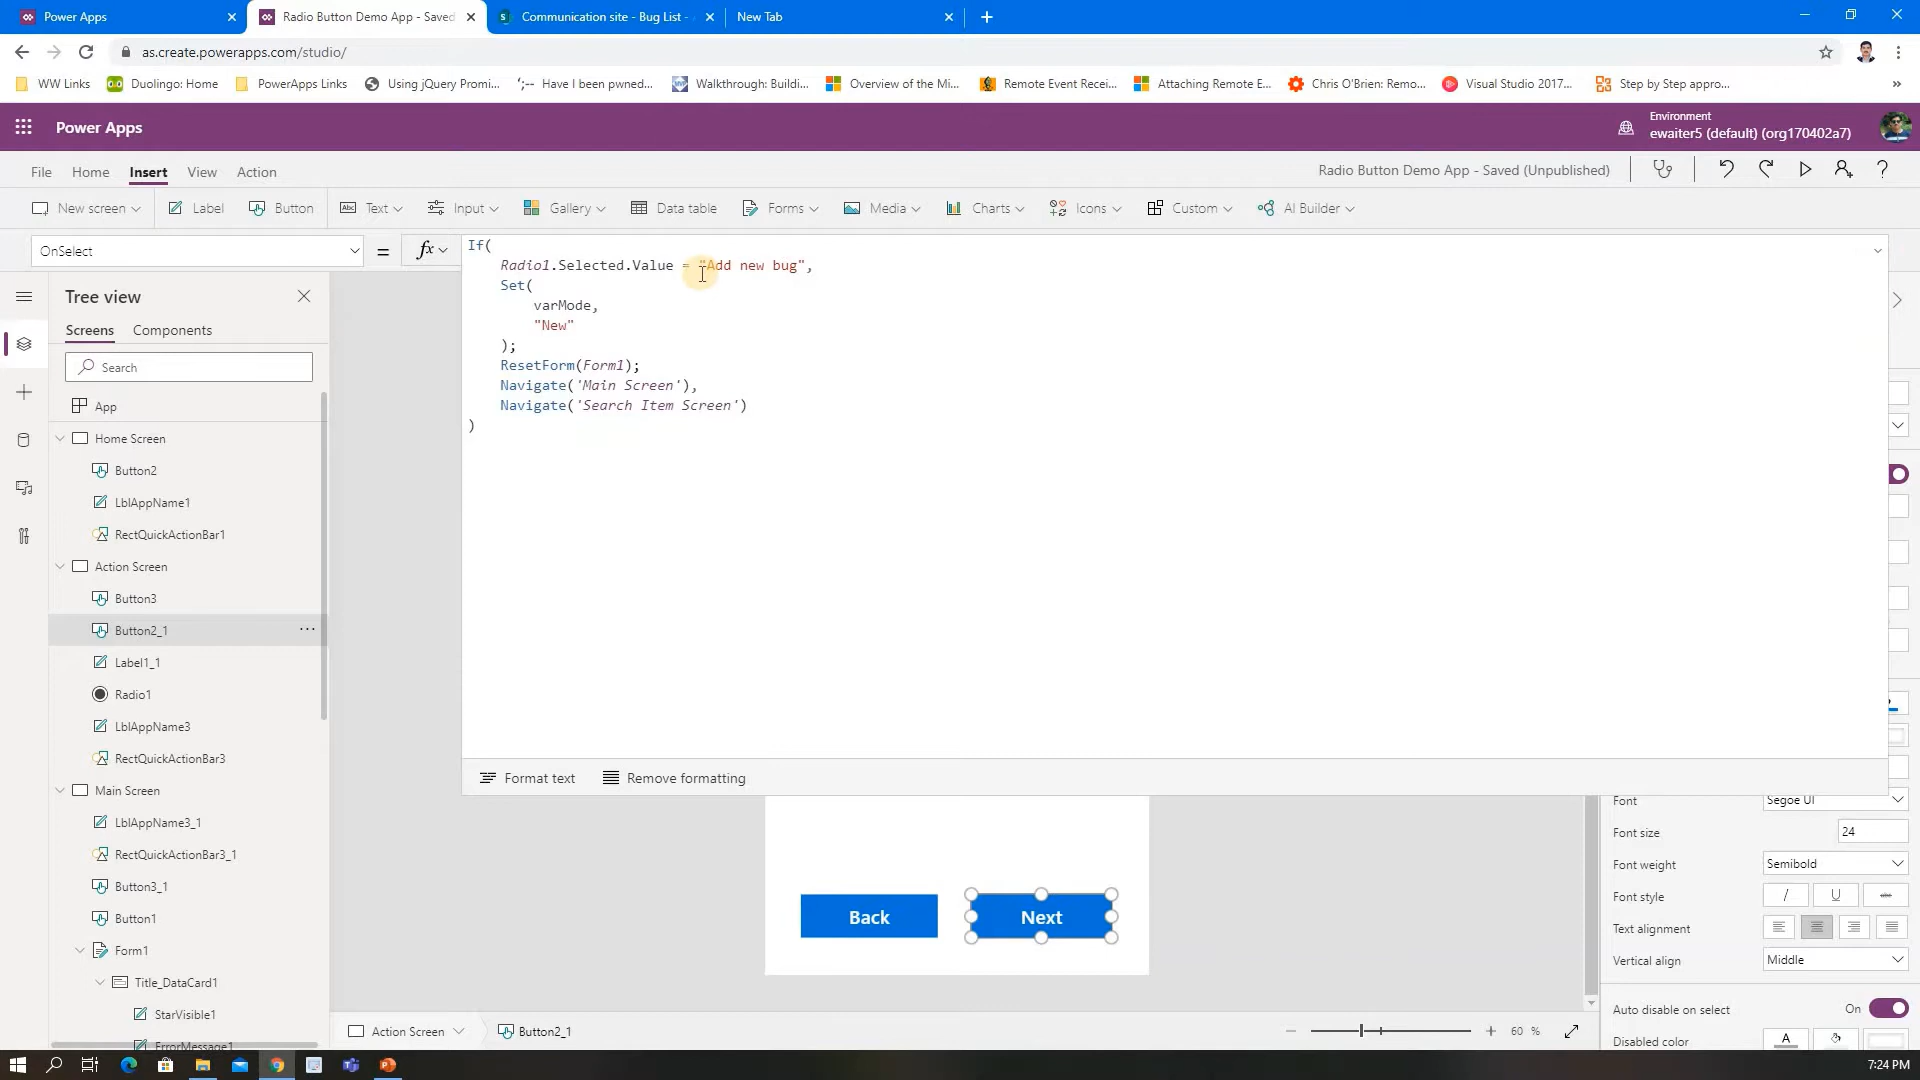 Power Apps
Radio Button Demo App - Saved
Communication site - Bug List -
New Tab
as.create.powerapps.com/studio/
WW Links
Duolingo: Home
PowerApps Links
Using jQuery Promi...
Have I been pwned...
Walkthrough: Buildi...
Overview of the Mi...
Remote Event Recei...
Attaching Remote E...
Chris O'Brien: Remo...
Visual Studio 2017...
Step by Step appro...
»
Power Apps
Environment
ewaiter5 (default) (org170402a7)
File
Home
Insert
View
Action
Radio Button Demo App - Saved (Unpublished)
New screen
Label
Button
Text
Input
Gallery
Data table
Forms
Media
Charts
Icons
Custom
AI Builder
OnSelect
=
fx
If(
Radio1.Selected.Value = "Add new bug",
Set(
varMode,
"New"
);
ResetForm(Form1);
Navigate('Main Screen'),
Navigate('Search Item Screen')
)
Format text
Remove formatting
Tree view
Screens
Components
Search
App
Home Screen
Button2
LblAppName1
RectQuickActionBar1
Action Screen
Button3
Button2_1
...
Label1_1
Radio1
LblAppName3
RectQuickActionBar3
Main Screen
LblAppName3_1
RectQuickActionBar3_1
Button3_1
Button1
Form1
Title_DataCard1
StarVisible1
ErrorMessage1
Back
Next
Font
Segoe UI
Font size
24
Font weight
Semibold
Font style
/ U abc
Text alignment
Vertical align
Middle
Auto disable on select
On
Disabled color
A
Action Screen
Button2_1
60 %
7:24 PM